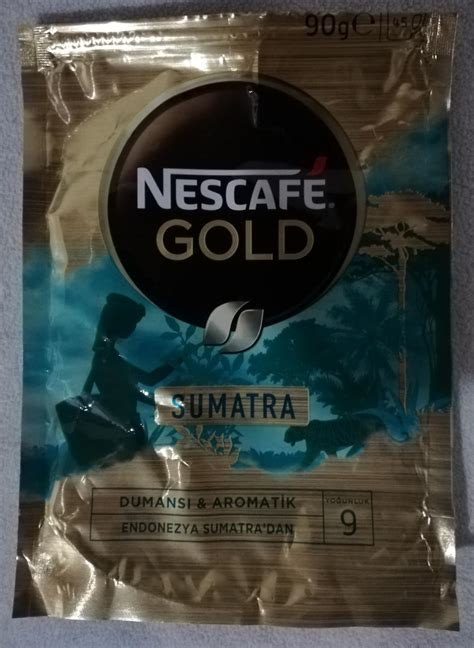 90g℮
NESCAFÉ.
GOLD
SUMATRA
DUMANSI & AROMATİK
ENDONEZYA SUMATRA'DAN
YOĞUNLUK
9